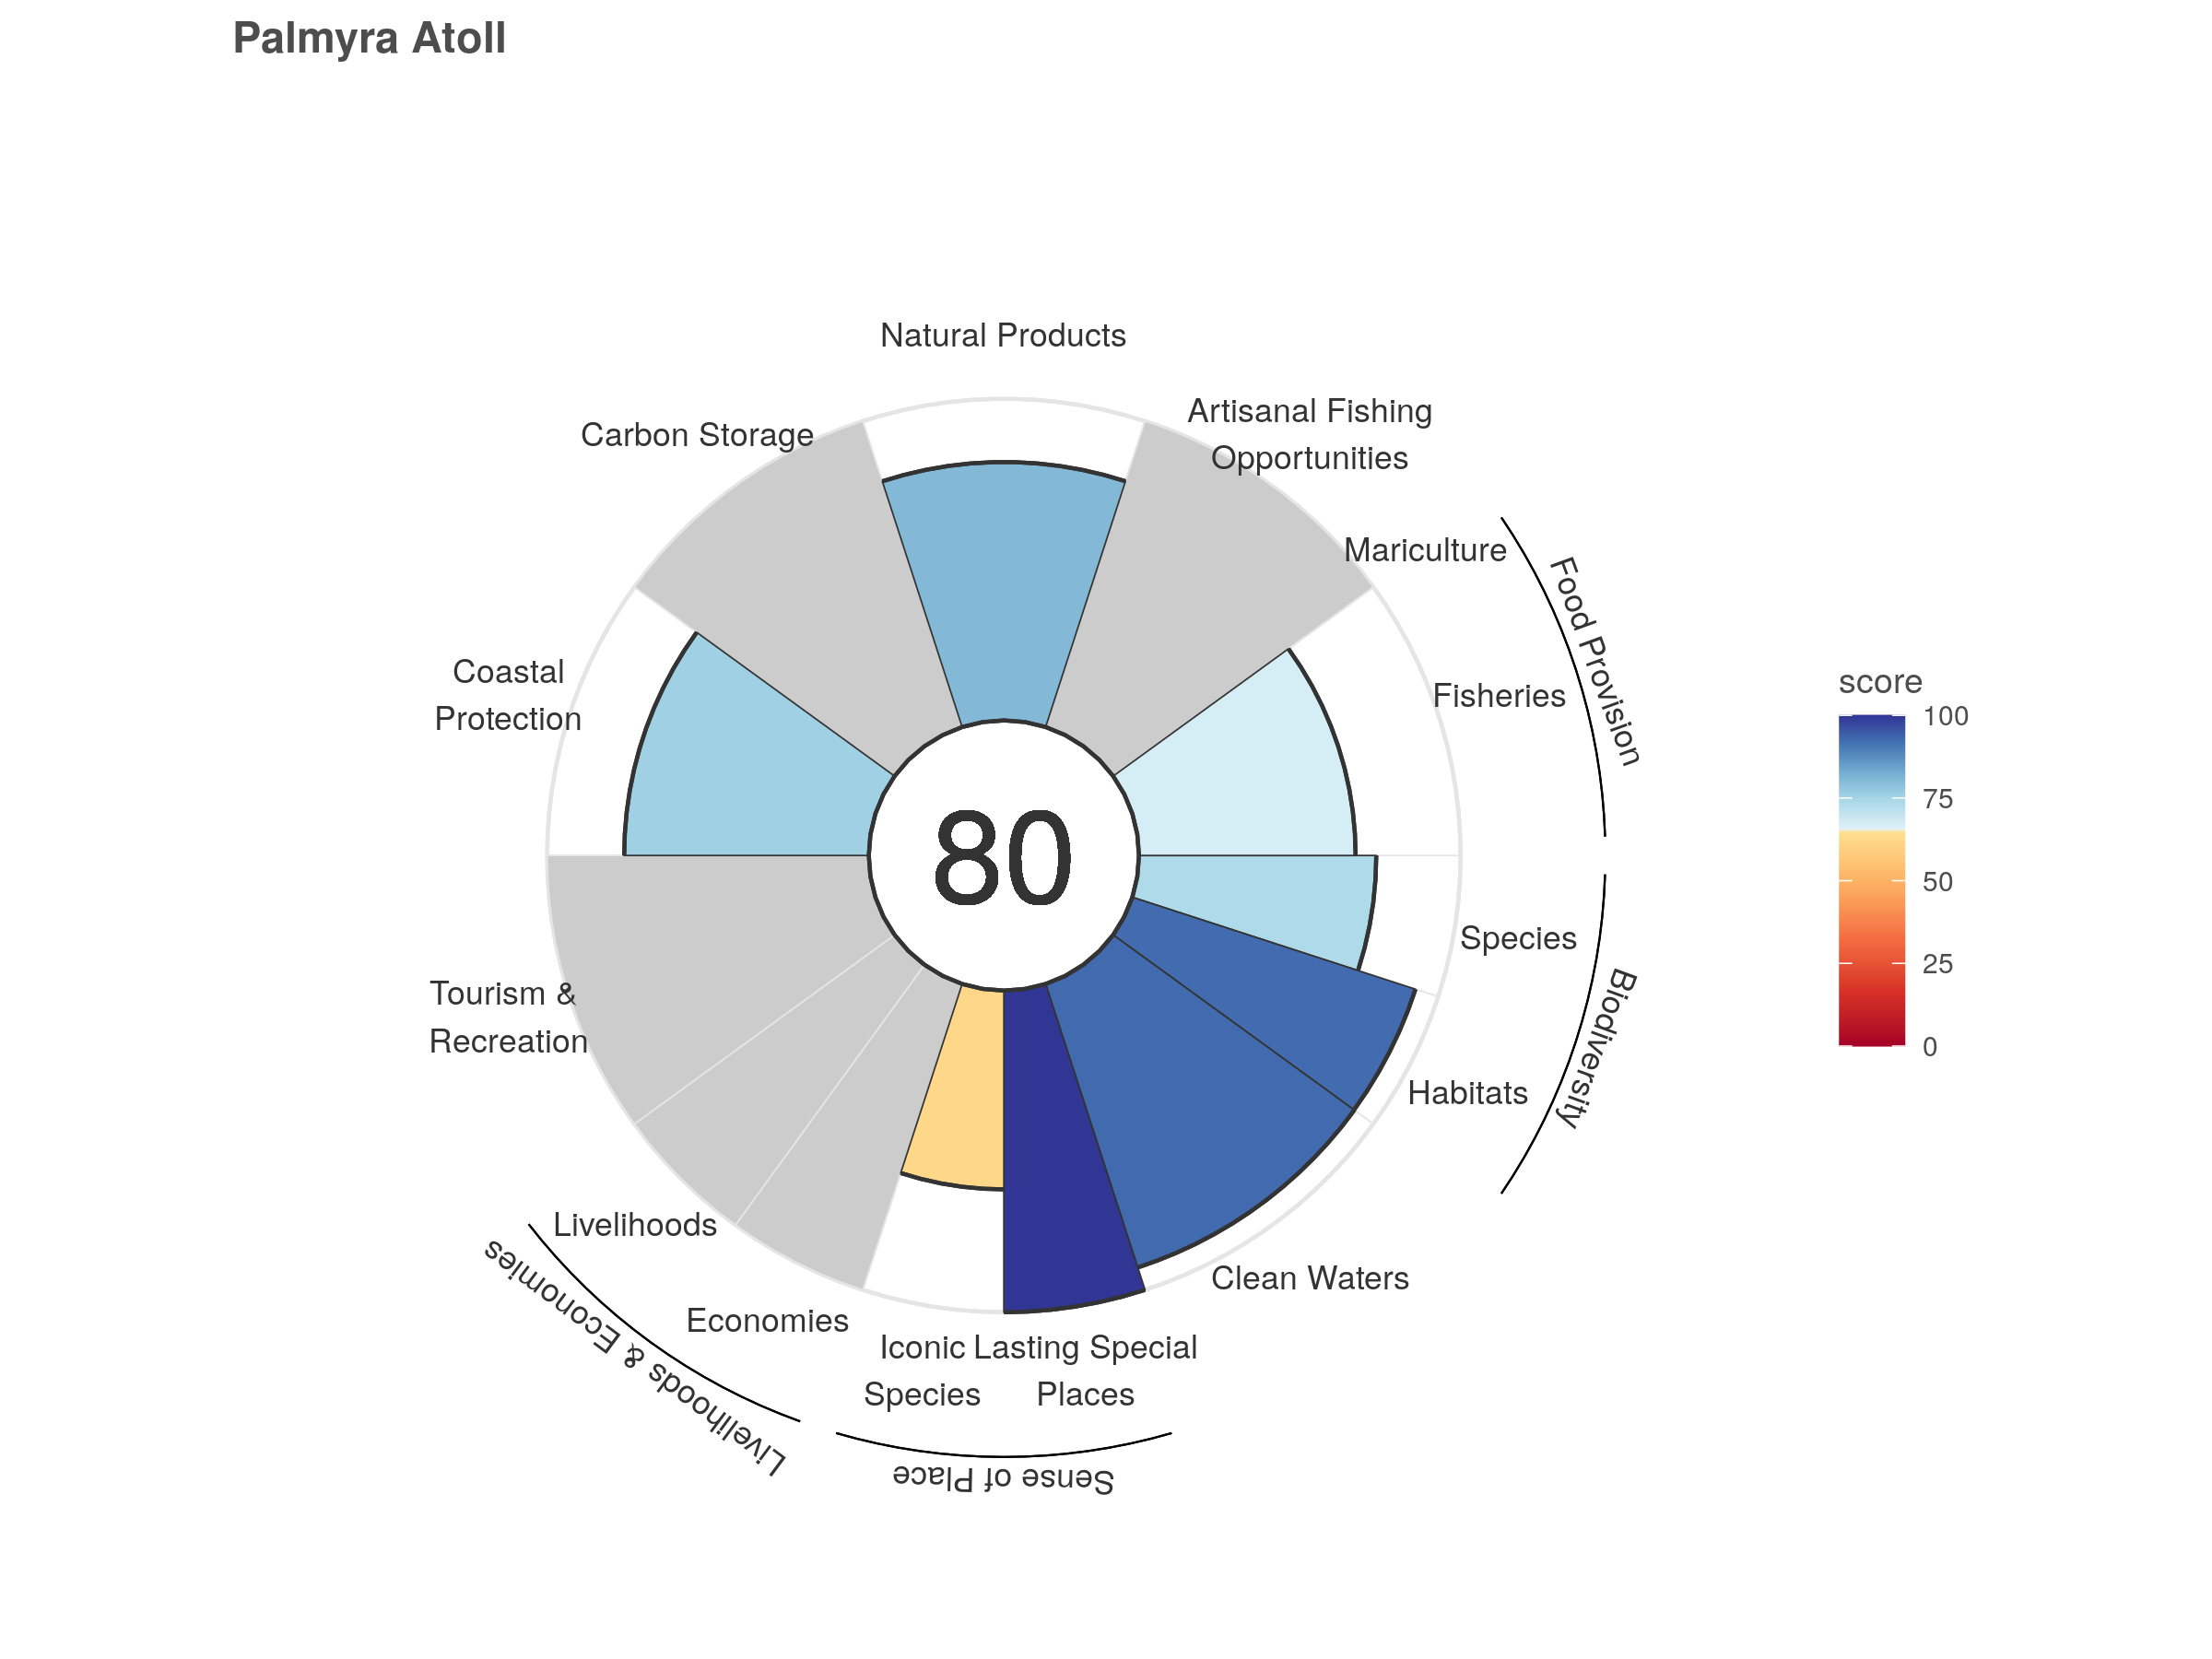 Palmyra Atoll
Natural Products
Artisanal Fishing
Opportunities
Carbon Storage
Mariculture
Food Provision
Fisheries
Coastal
Protection
score
100
75
50
25
0
80
Species
Biodiversity
Tourism &
Recreation
Habitats
Livelihoods
Clean Waters
Economies
Livelihoods & Economies
Iconic
Species
Lasting Special
Places
Sense of Place